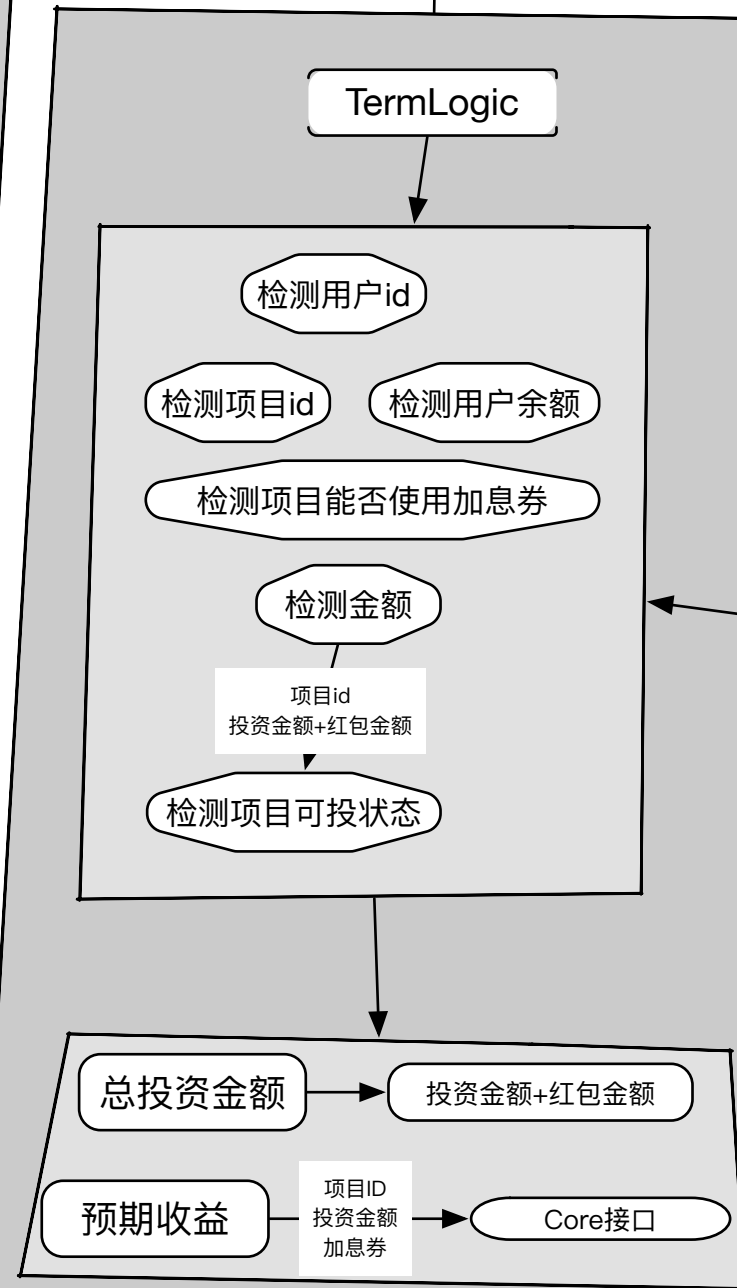 TermLogic
检测用户id
检测项目id
检测用户余额
检测项目能否使用加息券
检测金额
项目id
投资金额+红包金额
检测项目可投状态
总投资金额
投资金额+红包金额
预期收益
项目ID
投资金额
加息券
Core接口